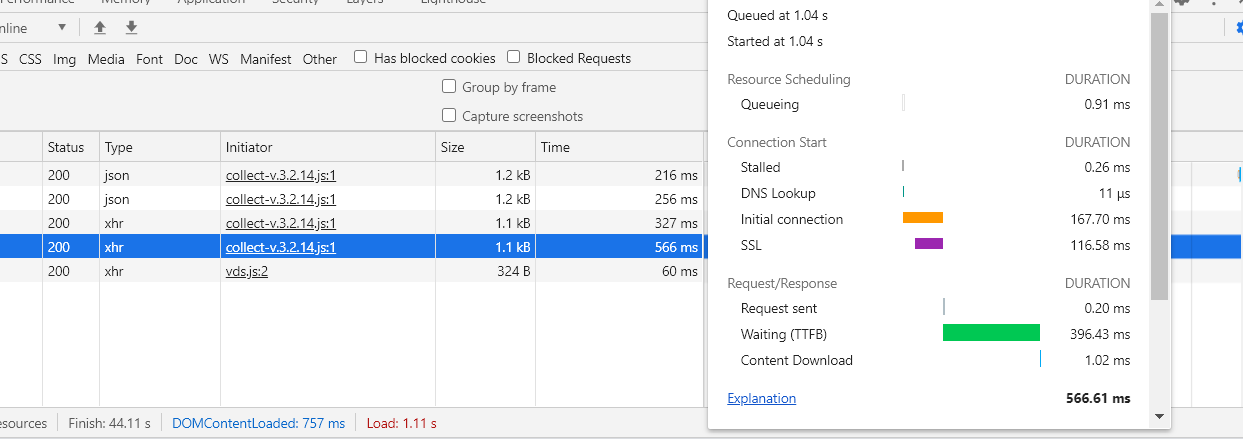 Performance Memory Application Security Layers Lighthouse
nline
S CSS Img Media Font Doc WS Manifest Other Has blocked cookies Blocked Requests
Group by frame
Capture screenshots
Status Type Initiator Size Time
200 json collect-v.3.2.14.js:1 1.2 kB 216 ms
200 json collect-v.3.2.14.js:1 1.2 kB 256 ms
200 xhr collect-v.3.2.14.js:1 1.1 kB 327 ms
200 xhr collect-v.3.2.14.js:1 1.1 kB 566 ms
200 xhr vds.js:2 324 B 60 ms
esources Finish: 44.11 s DOMContentLoaded: 757 ms Load: 1.11 s
Queued at 1.04 s
Started at 1.04 s
Resource Scheduling DURATION
Queueing 0.91 ms
Connection Start DURATION
Stalled 0.26 ms
DNS Lookup 11 μs
Initial connection 167.70 ms
SSL 116.58 ms
Request/Response DURATION
Request sent 0.20 ms
Waiting (TTFB) 396.43 ms
Content Download 1.02 ms
Explanation 566.61 ms